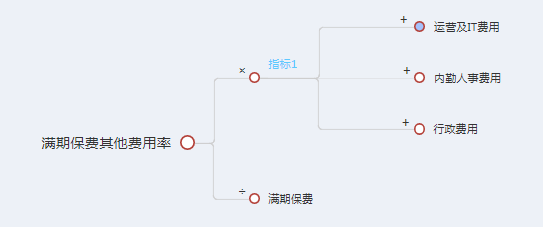 +
运营及IT费用
× 指标1
+
内勤人事费用
+
行政费用
满期保费其他费用率
÷
满期保费